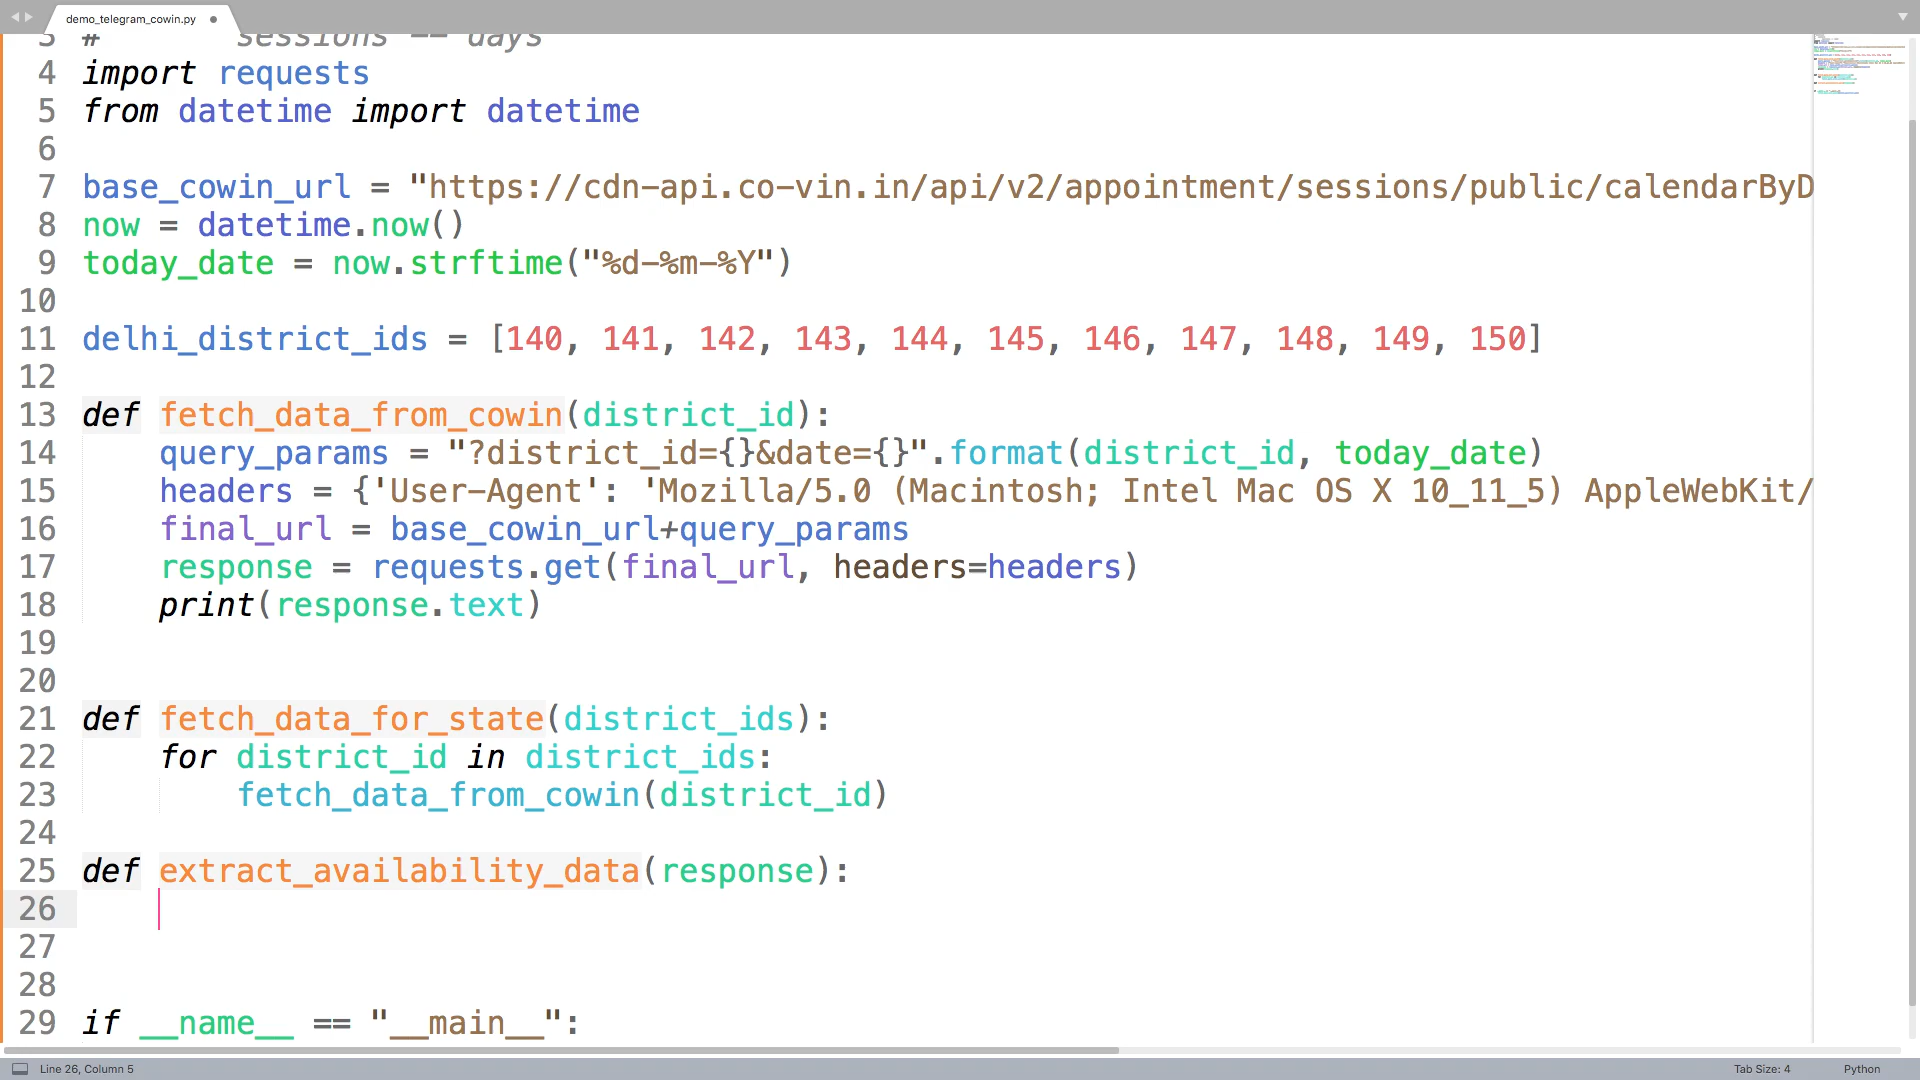 demo_telegram_cowin.py
3 # sessions == days
4 import requests
5 from datetime import datetime
6
7 base_cowin_url = "https://cdn-api.co-vin.in/api/v2/appointment/sessions/public/calendarByD
8 now = datetime.now()
9 today_date = now.strftime("%d-%m-%Y")
10
11 delhi_district_ids = [140, 141, 142, 143, 144, 145, 146, 147, 148, 149, 150]
12
13 def fetch_data_from_cowin(district_id):
14     query_params = "?district_id={}&date={}".format(district_id, today_date)
15     headers = {'User-Agent': 'Mozilla/5.0 (Macintosh; Intel Mac OS X 10_11_5) AppleWebKit/
16     final_url = base_cowin_url+query_params
17     response = requests.get(final_url, headers=headers)
18     print(response.text)
19
20
21 def fetch_data_for_state(district_ids):
22     for district_id in district_ids:
23         fetch_data_from_cowin(district_id)
24
25 def extract_availability_data(response):
26
27
28
29 if __name__ == "__main__":
Line 26, Column 5
Tab Size: 4
Python